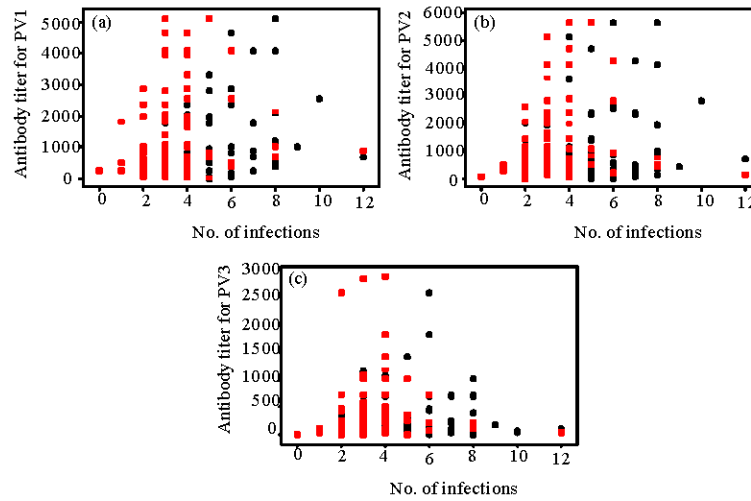 (a)
Antibody titer for PV1
5000
4000
3000
2000
1000
0
0 2 4 6 8 10 12
No. of infections
(b)
Antibody titer for PV2
6000
5000
4000
3000
2000
1000
0
0 2 4 6 8 10 12
No. of infections
(c)
Antibody titer for PV3
3000
2500
2000
1500
1000
500
0
0 2 4 6 8 10 12
No. of infections